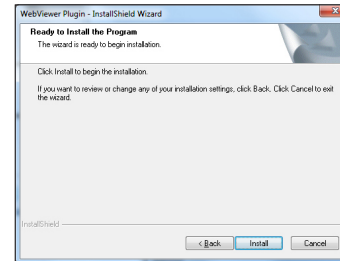 WebViewer Plugin - InstallShield Wizard
Ready to Install the Program
The wizard is ready to begin installation.
Click Install to begin the installation.
If you want to review or change any of your installation settings, click Back. Click Cancel to exit
the wizard.
InstallShield
< Back Install Cancel